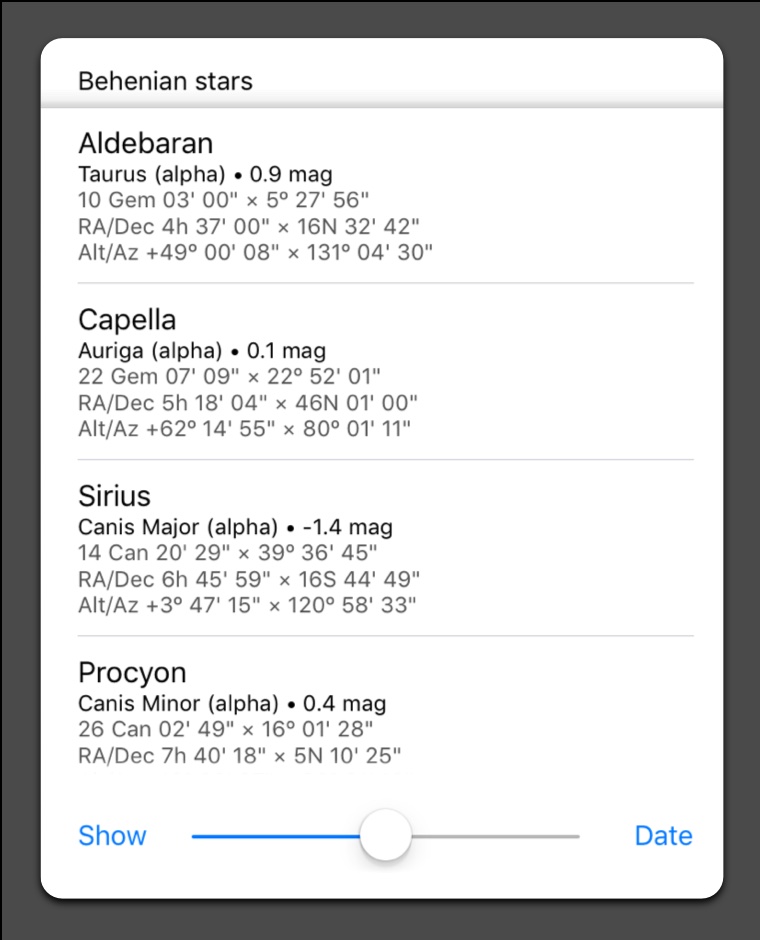 Behenian stars
Aldebaran
Taurus (alpha) • 0.9 mag
10 Gem 03' 00" × 5º 27' 56"
RA/Dec 4h 37' 00" × 16N 32' 42"
Alt/Az +49º 00' 08" × 131º 04' 30"
Capella
Auriga (alpha) • 0.1 mag
22 Gem 07' 09" × 22º 52' 01"
RA/Dec 5h 18' 04" × 46N 01' 00"
Alt/Az +62º 14' 55" × 80º 01' 11"
Sirius
Canis Major (alpha) • -1.4 mag
14 Can 20' 29" × 39º 36' 45"
RA/Dec 6h 45' 59" × 16S 44' 49"
Alt/Az +3º 47' 15" × 120º 58' 33"
Procyon
Canis Minor (alpha) • 0.4 mag
26 Can 02' 49" × 16º 01' 28"
RA/Dec 7h 40' 18" × 5N 10' 25"
Show
Date